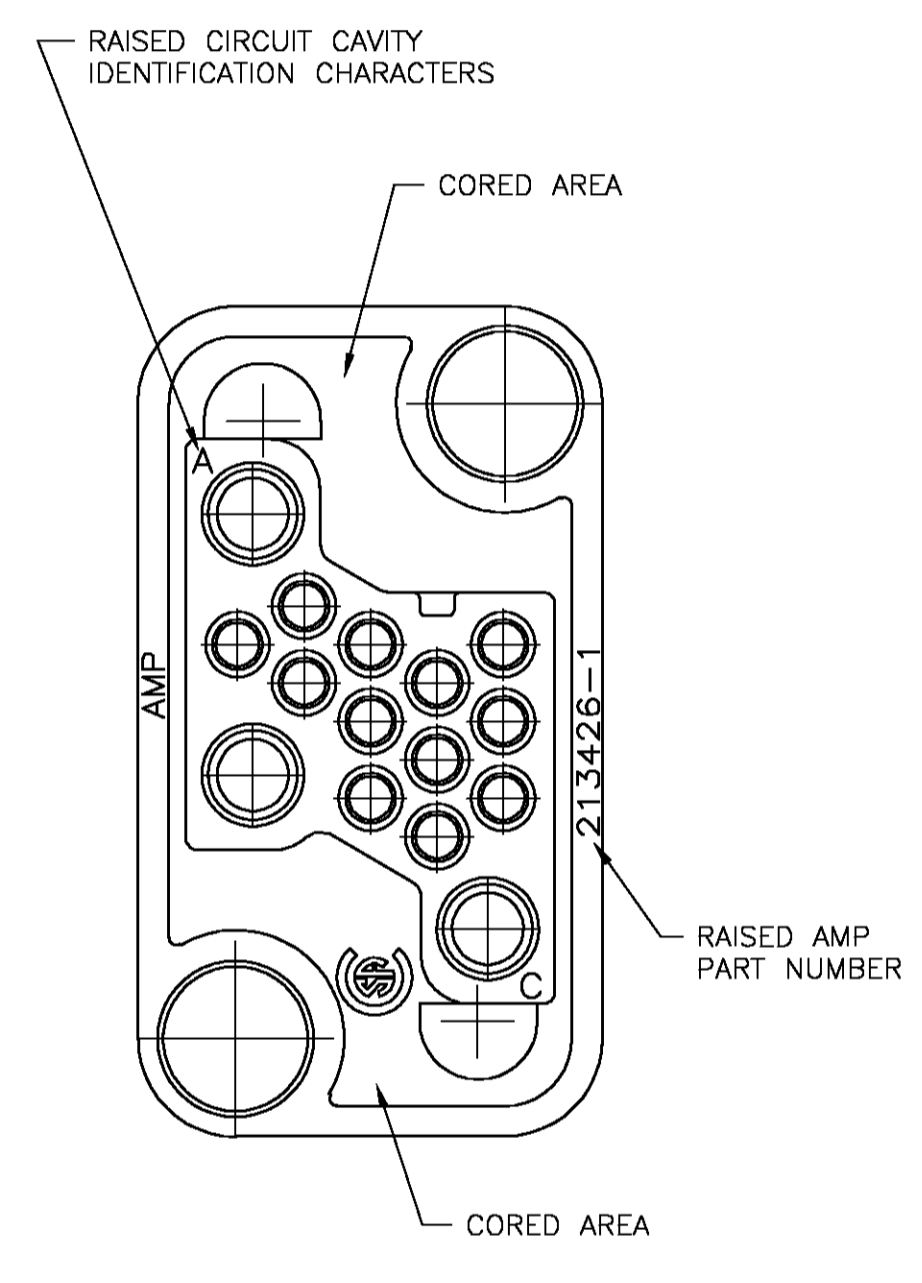 RAISED CIRCUIT CAVITY
IDENTIFICATION CHARACTERS
CORED AREA
A
AMP
213426-1
RAISED AMP
PART NUMBER
C
CORED AREA